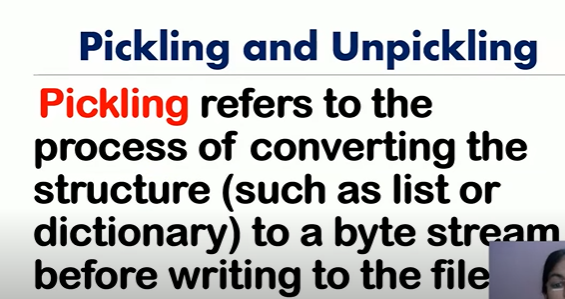 Pickling and Unpickling
Pickling refers to the
process of converting the
structure (such as list or
dictionary) to a byte stream
before writing to the file